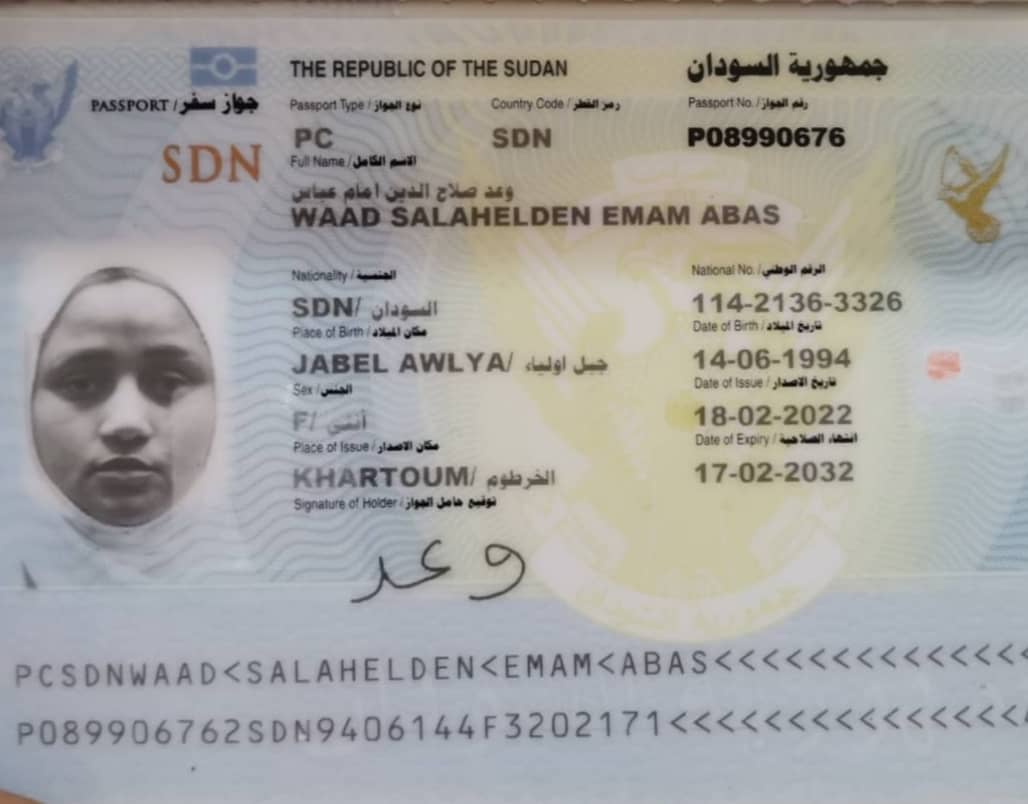 THE REPUBLIC OF THE SUDAN جمهورية السودان
PASSPORT / جواز سفر Passport Type / نوع الجواز Country Code / رمز القطر Passport No. / رقم الجواز
SDN PC SDN P08990676
Full Name / الاسم الكامل
وعد صلاح الدين امام عباس
WAAD SALAHELDEN EMAM ABAS
Nationality / الجنسية National No. / الرقم الوطني
SDN/ السودان 114-2136-3326
Place of Birth / مكان الميلاد Date of Birth / تاريخ الميلاد
JABEL AWLYA/ جبل اولياء 14-06-1994
Sex / الجنس Date of Issue / تاريخ الاصدار
F/ أنثي 18-02-2022
Place of Issue / مكان الاصدار Date of Expiry / انتهاء الصلاحية
KHARTOUM/ الخرطوم 17-02-2032
Signature of Holder / توقيع حامل الجواز
وعد
PCSDNWAAD<SALAHELDEN<EMAM<ABAS<<<<<<<<<<<<<<
P089906762SDN9406144F3202171<<<<<<<<<<<<<<